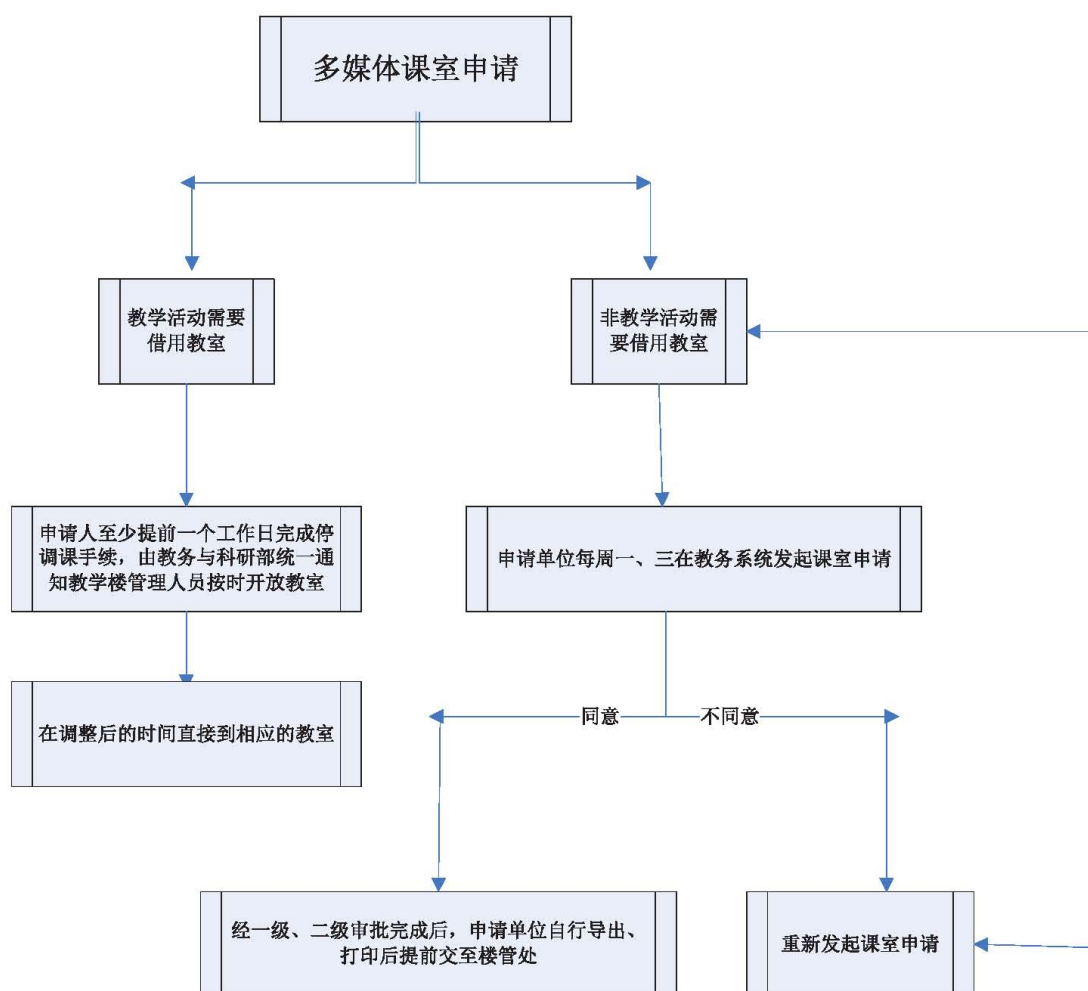 多媒体课室申请
教学活动需要
借用教室
非教学活动需
要借用教室
申请人至少提前一个工作日完成停
调课手续，由教务与科研部统一通
知教学楼管理人员按时开放教室
申请单位每周一、三在教务系统发起课室申请
在调整后的时间直接到相应的教室
同意
不同意
经一级、二级审批完成后，申请单位自行导出、
打印后提前交至楼管处
重新发起课室申请